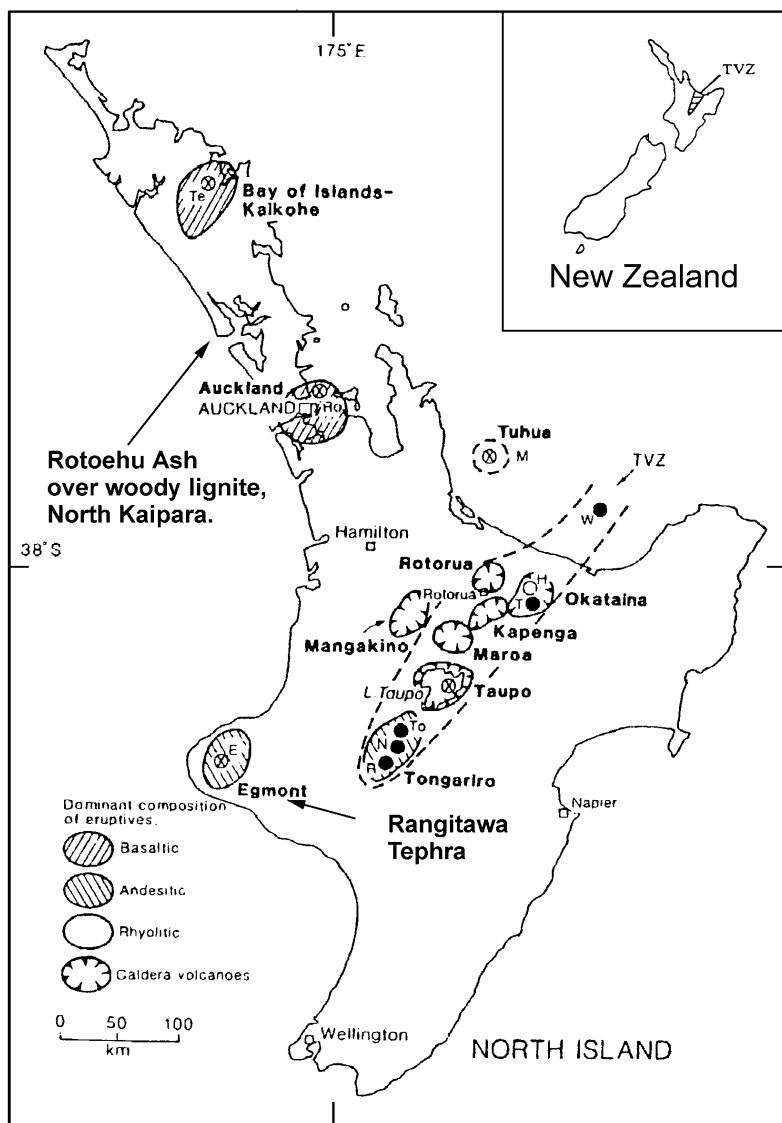 175°E
TVZ
New Zealand
Te
Bay of Islands-
Kaikohe
Auckland
AUCKLAND
Ho
Rotoehu Ash
over woody lignite,
North Kaipara.
Tuhua
M
TVZ
W
Hamilton
38°S
Rotorua
Rotorua
H
T
Okataina
Kapenga
Mangakino
Maroa
L.Taupo
Taupo
To
N
R
Tongariro
E
Egmont
Rangitawa
Tephra
Napier
Dominant composition
of eruptives.
Basaltic
Andesitic
Rhyolitic
Caldera volcanoes
0 50 100
km
Wellington
NORTH ISLAND